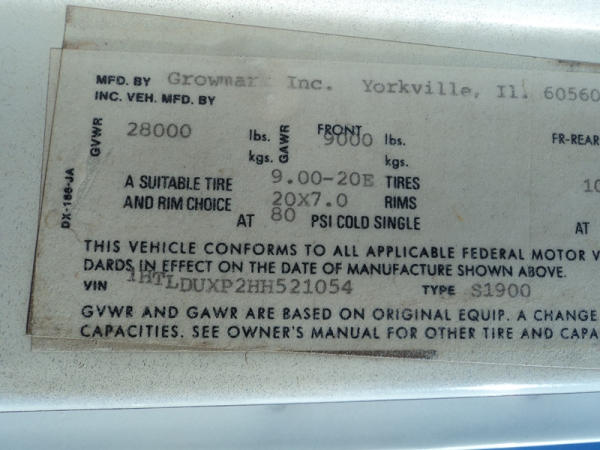 MFD. BY Growmark Inc. Yorkville, Il. 60560
INC. VEH. MFD. BY
GVWR 28000 lbs. GAWR FRONT 9000 lbs. FR-REAR
kgs. kgs.
A SUITABLE TIRE 9.00-20E TIRES 10
AND RIM CHOICE 20X7.0 RIMS
AT 80 PSI COLD SINGLE AT
DX-186-JA
THIS VEHICLE CONFORMS TO ALL APPLICABLE FEDERAL MOTOR V
DARDS IN EFFECT ON THE DATE OF MANUFACTURE SHOWN ABOVE.
VIN 1HTLDUXP2HH521054 TYPE S1900
GVWR AND GAWR ARE BASED ON ORIGINAL EQUIP. A CHANGE
CAPACITIES. SEE OWNER'S MANUAL FOR OTHER TIRE AND CAPA